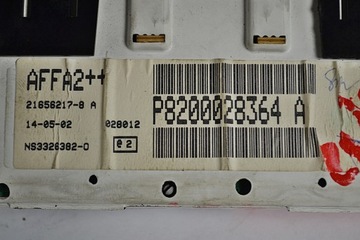 AFFA2++
21656217-8 A
14-05-02 028012
NS3326382-0 e2
P8200028364 A